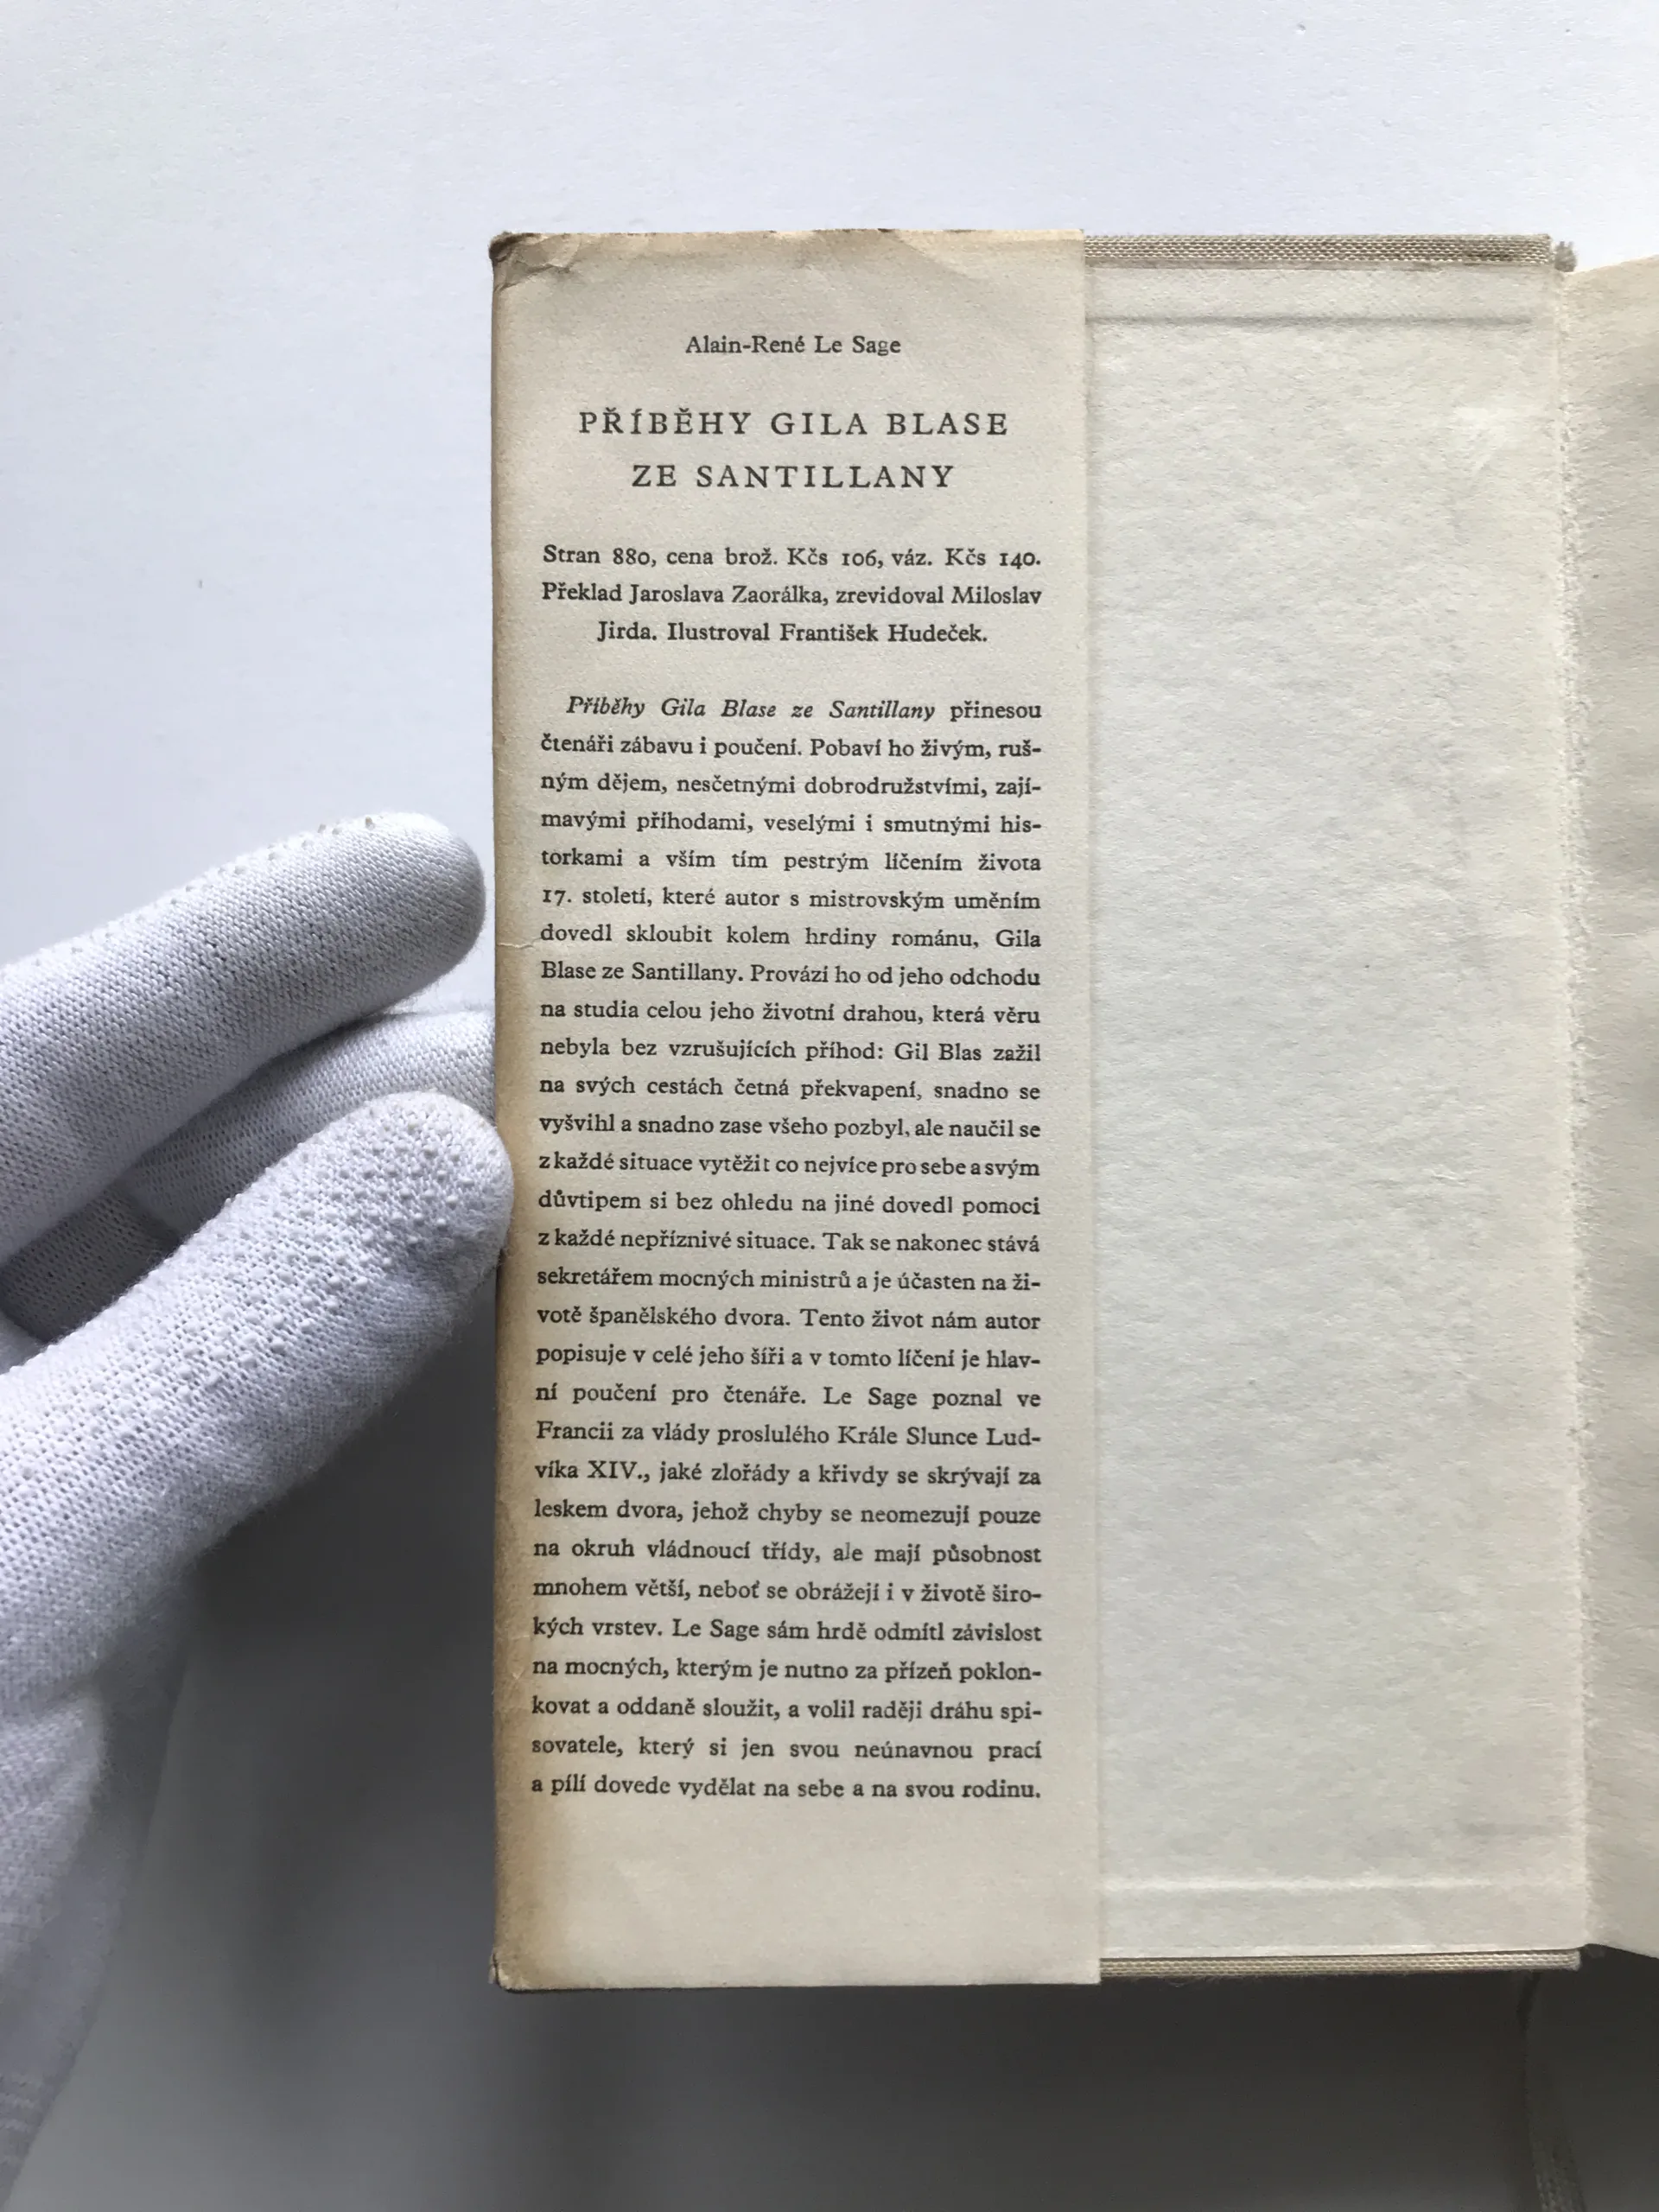 Alain-René Le Sage
PŘÍBĚHY GILA BLASE
ZE SANTILLANY
Stran 880, cena brož. Kčs 106, váz. Kčs 140.
Překlad Jaroslava Zaorálka, zrevidoval Miloslav
Jirda. Ilustroval František Hudeček.
Příběhy Gila Blase ze Santillany přinesou
čtenáři zábavu i poučení. Pobaví ho živým, ruš-
ným dějem, nesčetnými dobrodružstvími, zají-
mavými příhodami, veselými i smutnými his-
torkami a vším tím pestrým líčením života
17. století, které autor s mistrovským uměním
dovedl skloubit kolem hrdiny románu, Gila
Blase ze Santillany. Provází ho od jeho odchodu
na studia celou jeho životní drahou, která věru
nebyla bez vzrušujících příhod: Gil Blas zažil
na svých cestách četná překvapení, snadno se
vyšvihl a snadno zase všeho pozbyl, ale naučil se
z každé situace vytěžit co nejvíce pro sebe a svým
důvtipem si bez ohledu na jiné dovedl pomoci
z každé nepříznivé situace. Tak se nakonec stává
sekretářem mocných ministrů a je účasten na ži-
votě španělského dvora. Tento život nám autor
popisuje v celé jeho šíři a v tomto líčení je hlav-
ní poučení pro čtenáře. Le Sage poznal ve
Francii za vlády proslulého Krále Slunce Lud-
víka XIV., jaké zlořády a křivdy se skrývají za
leskem dvora, jehož chyby se neomezují pouze
na okruh vládnoucí třídy, ale mají působnost
mnohem větší, neboť se obrážejí i v životě širo-
kých vrstev. Le Sage sám hrdě odmítl závislost
na mocných, kterým je nutno za přízeň poklon-
kovat a oddaně sloužit, a volil raději dráhu spi-
sovatele, který si jen svou neúnavnou prací
a pílí dovede vydělat na sebe a na svou rodinu.